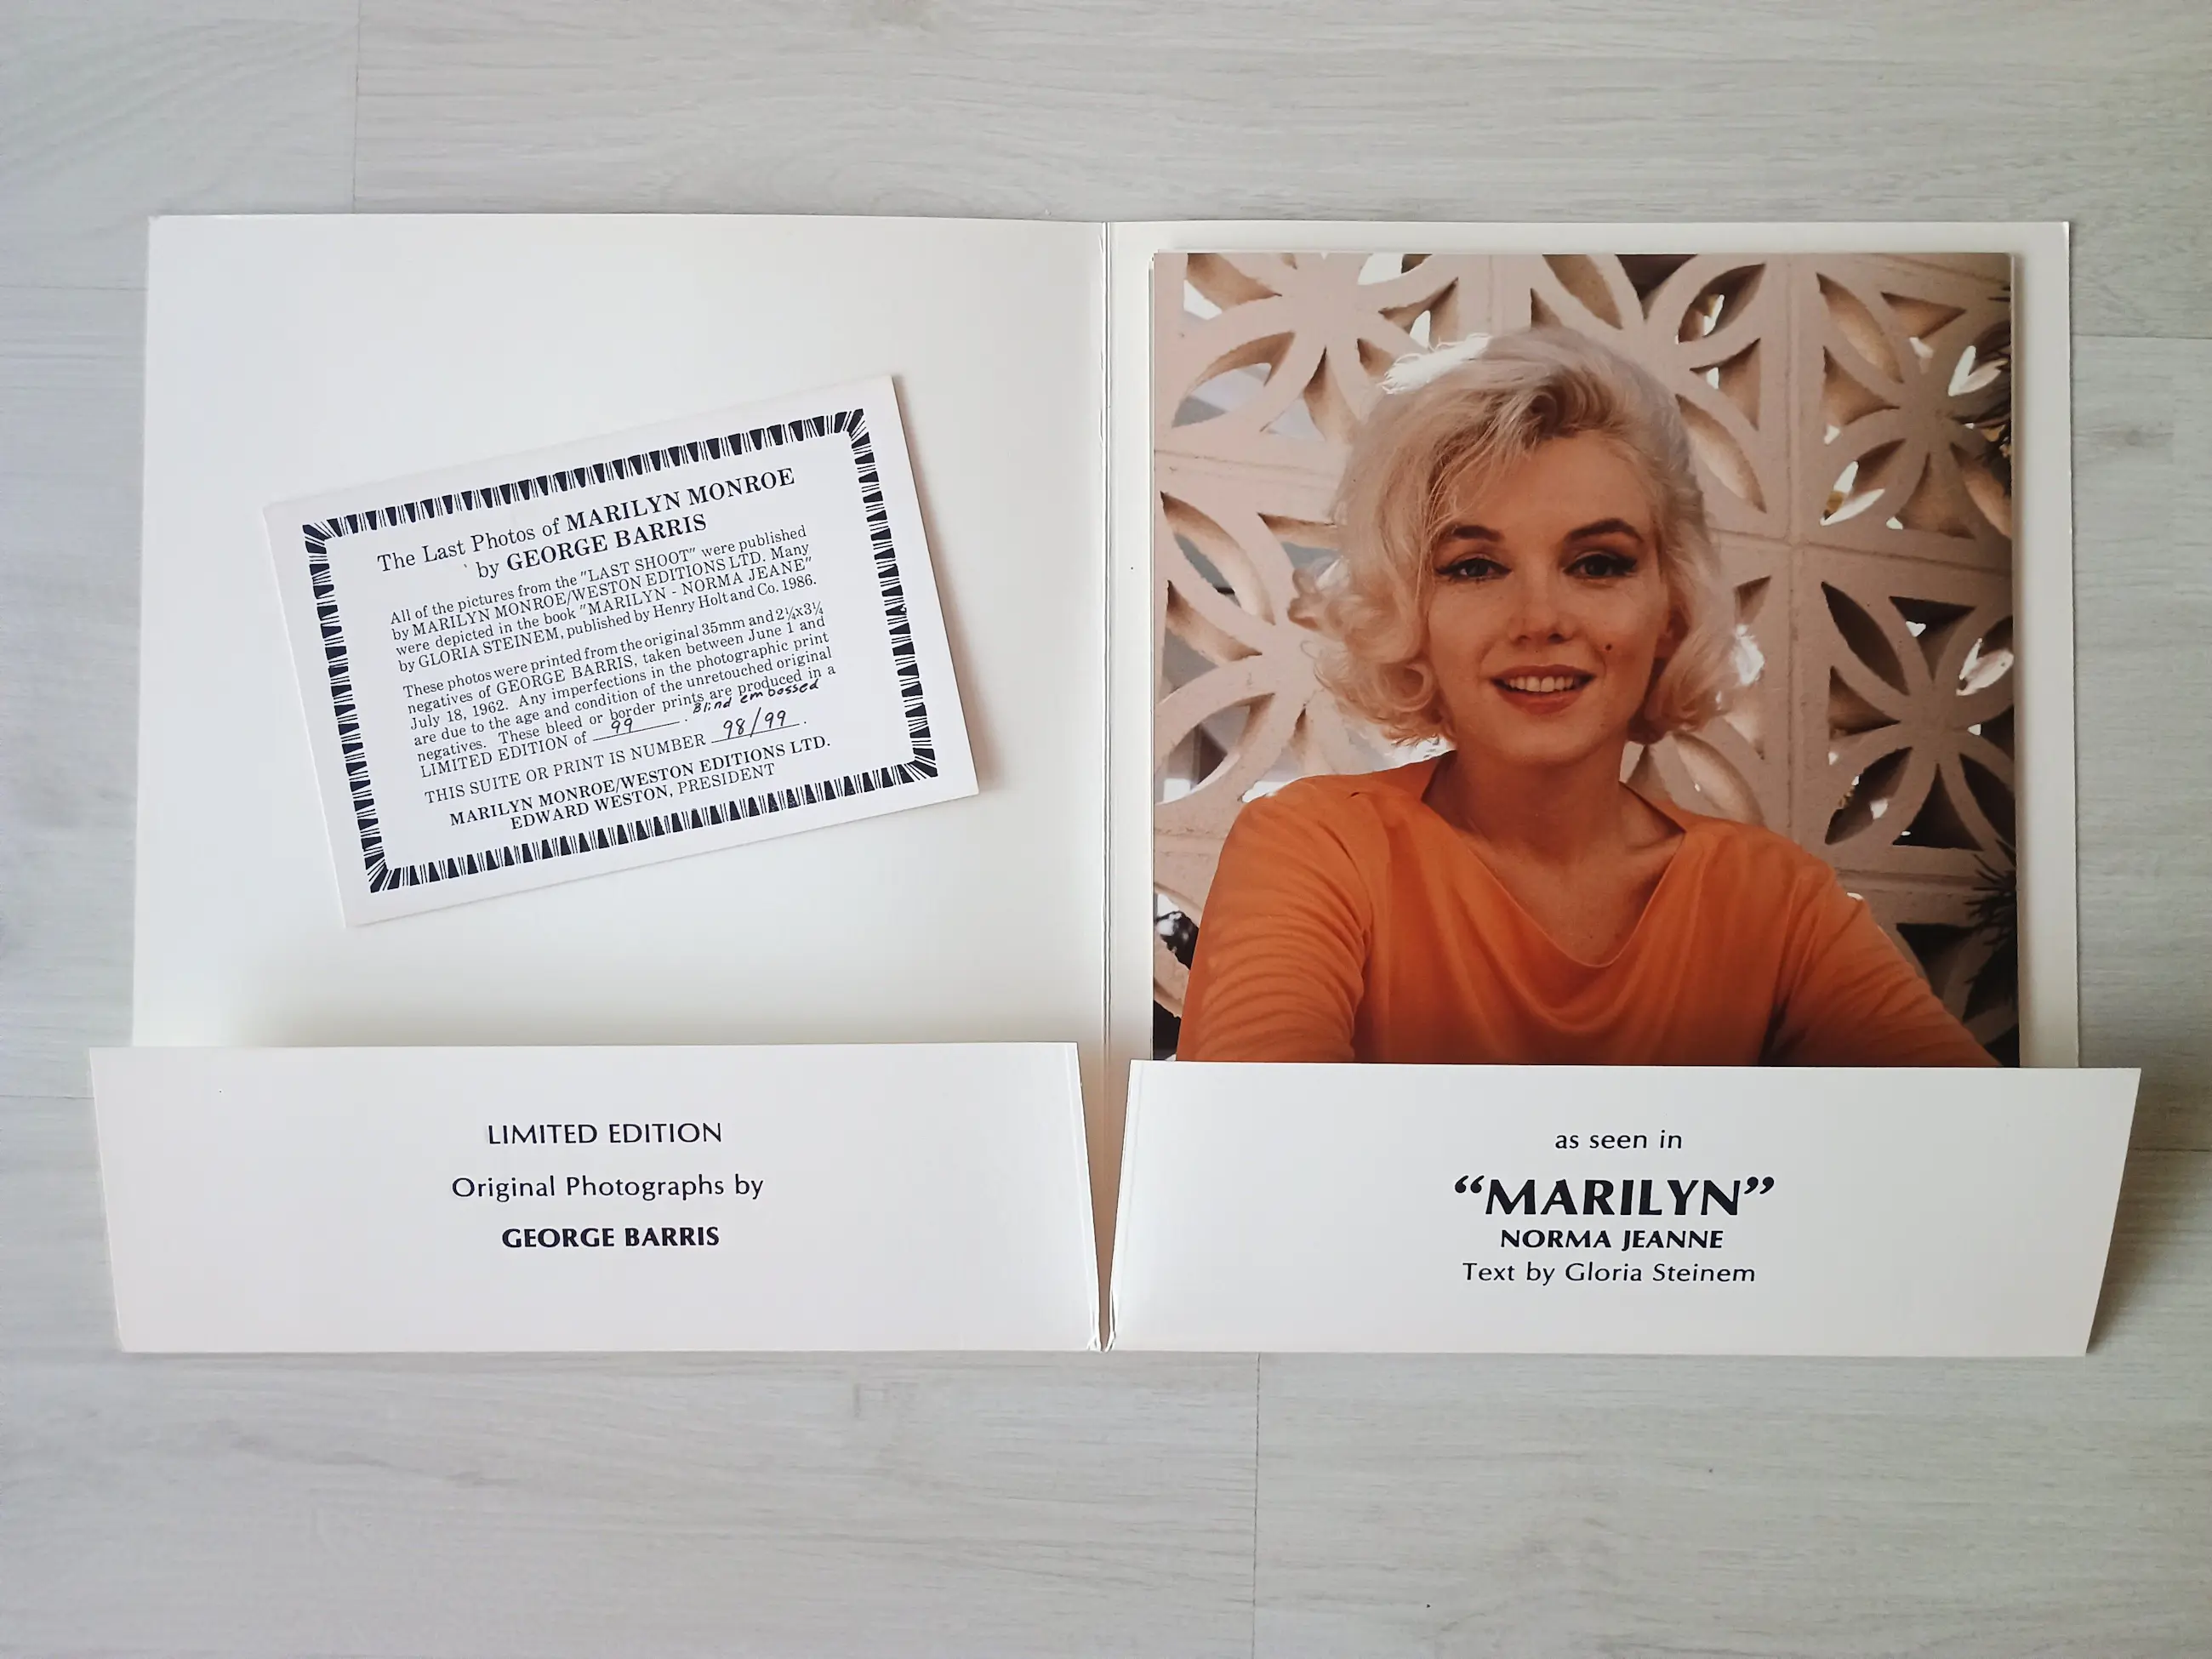 The Last Photos of MARILYN MONROE
by GEORGE BARRIS
All of the pictures from the "LAST SHOOT" were published
by MARILYN MONROE/WESTON EDITIONS LTD. Many
were depicted in the book "MARILYN - NORMA JEANE"
by GLORIA STEINEM, published by Henry Holt and Co. 1986.
These photos were printed from the original 35mm and 2¼x3¼
negatives of GEORGE BARRIS, taken between June 1 and
July 18, 1962. Any imperfections in the photographic print
are due to the age and condition of the unretouched original
negatives. These bleed or border prints are produced in a
LIMITED EDITION of 99. Blind embossed
THIS SUITE OR PRINT IS NUMBER 98/99.
MARILYN MONROE/WESTON EDITIONS LTD.
EDWARD WESTON, PRESIDENT
LIMITED EDITION
Original Photographs by
GEORGE BARRIS
as seen in
“MARILYN”
NORMA JEANNE
Text by Gloria Steinem